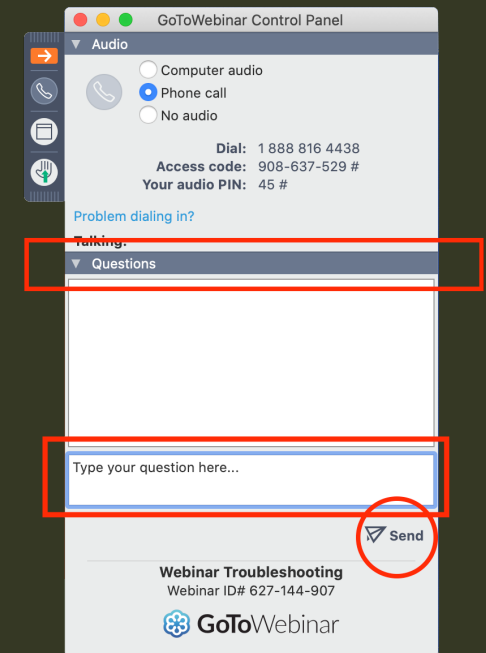 GoToWebinar Control Panel
Audio
Computer audio
Phone call
No audio
Dial: 1 888 816 4438
Access code: 908-637-529 #
Your audio PIN: 45 #
Problem dialing in?
Talking:
Questions
Type your question here...
Send
Webinar Troubleshooting
Webinar ID# 627-144-907
GoToWebinar